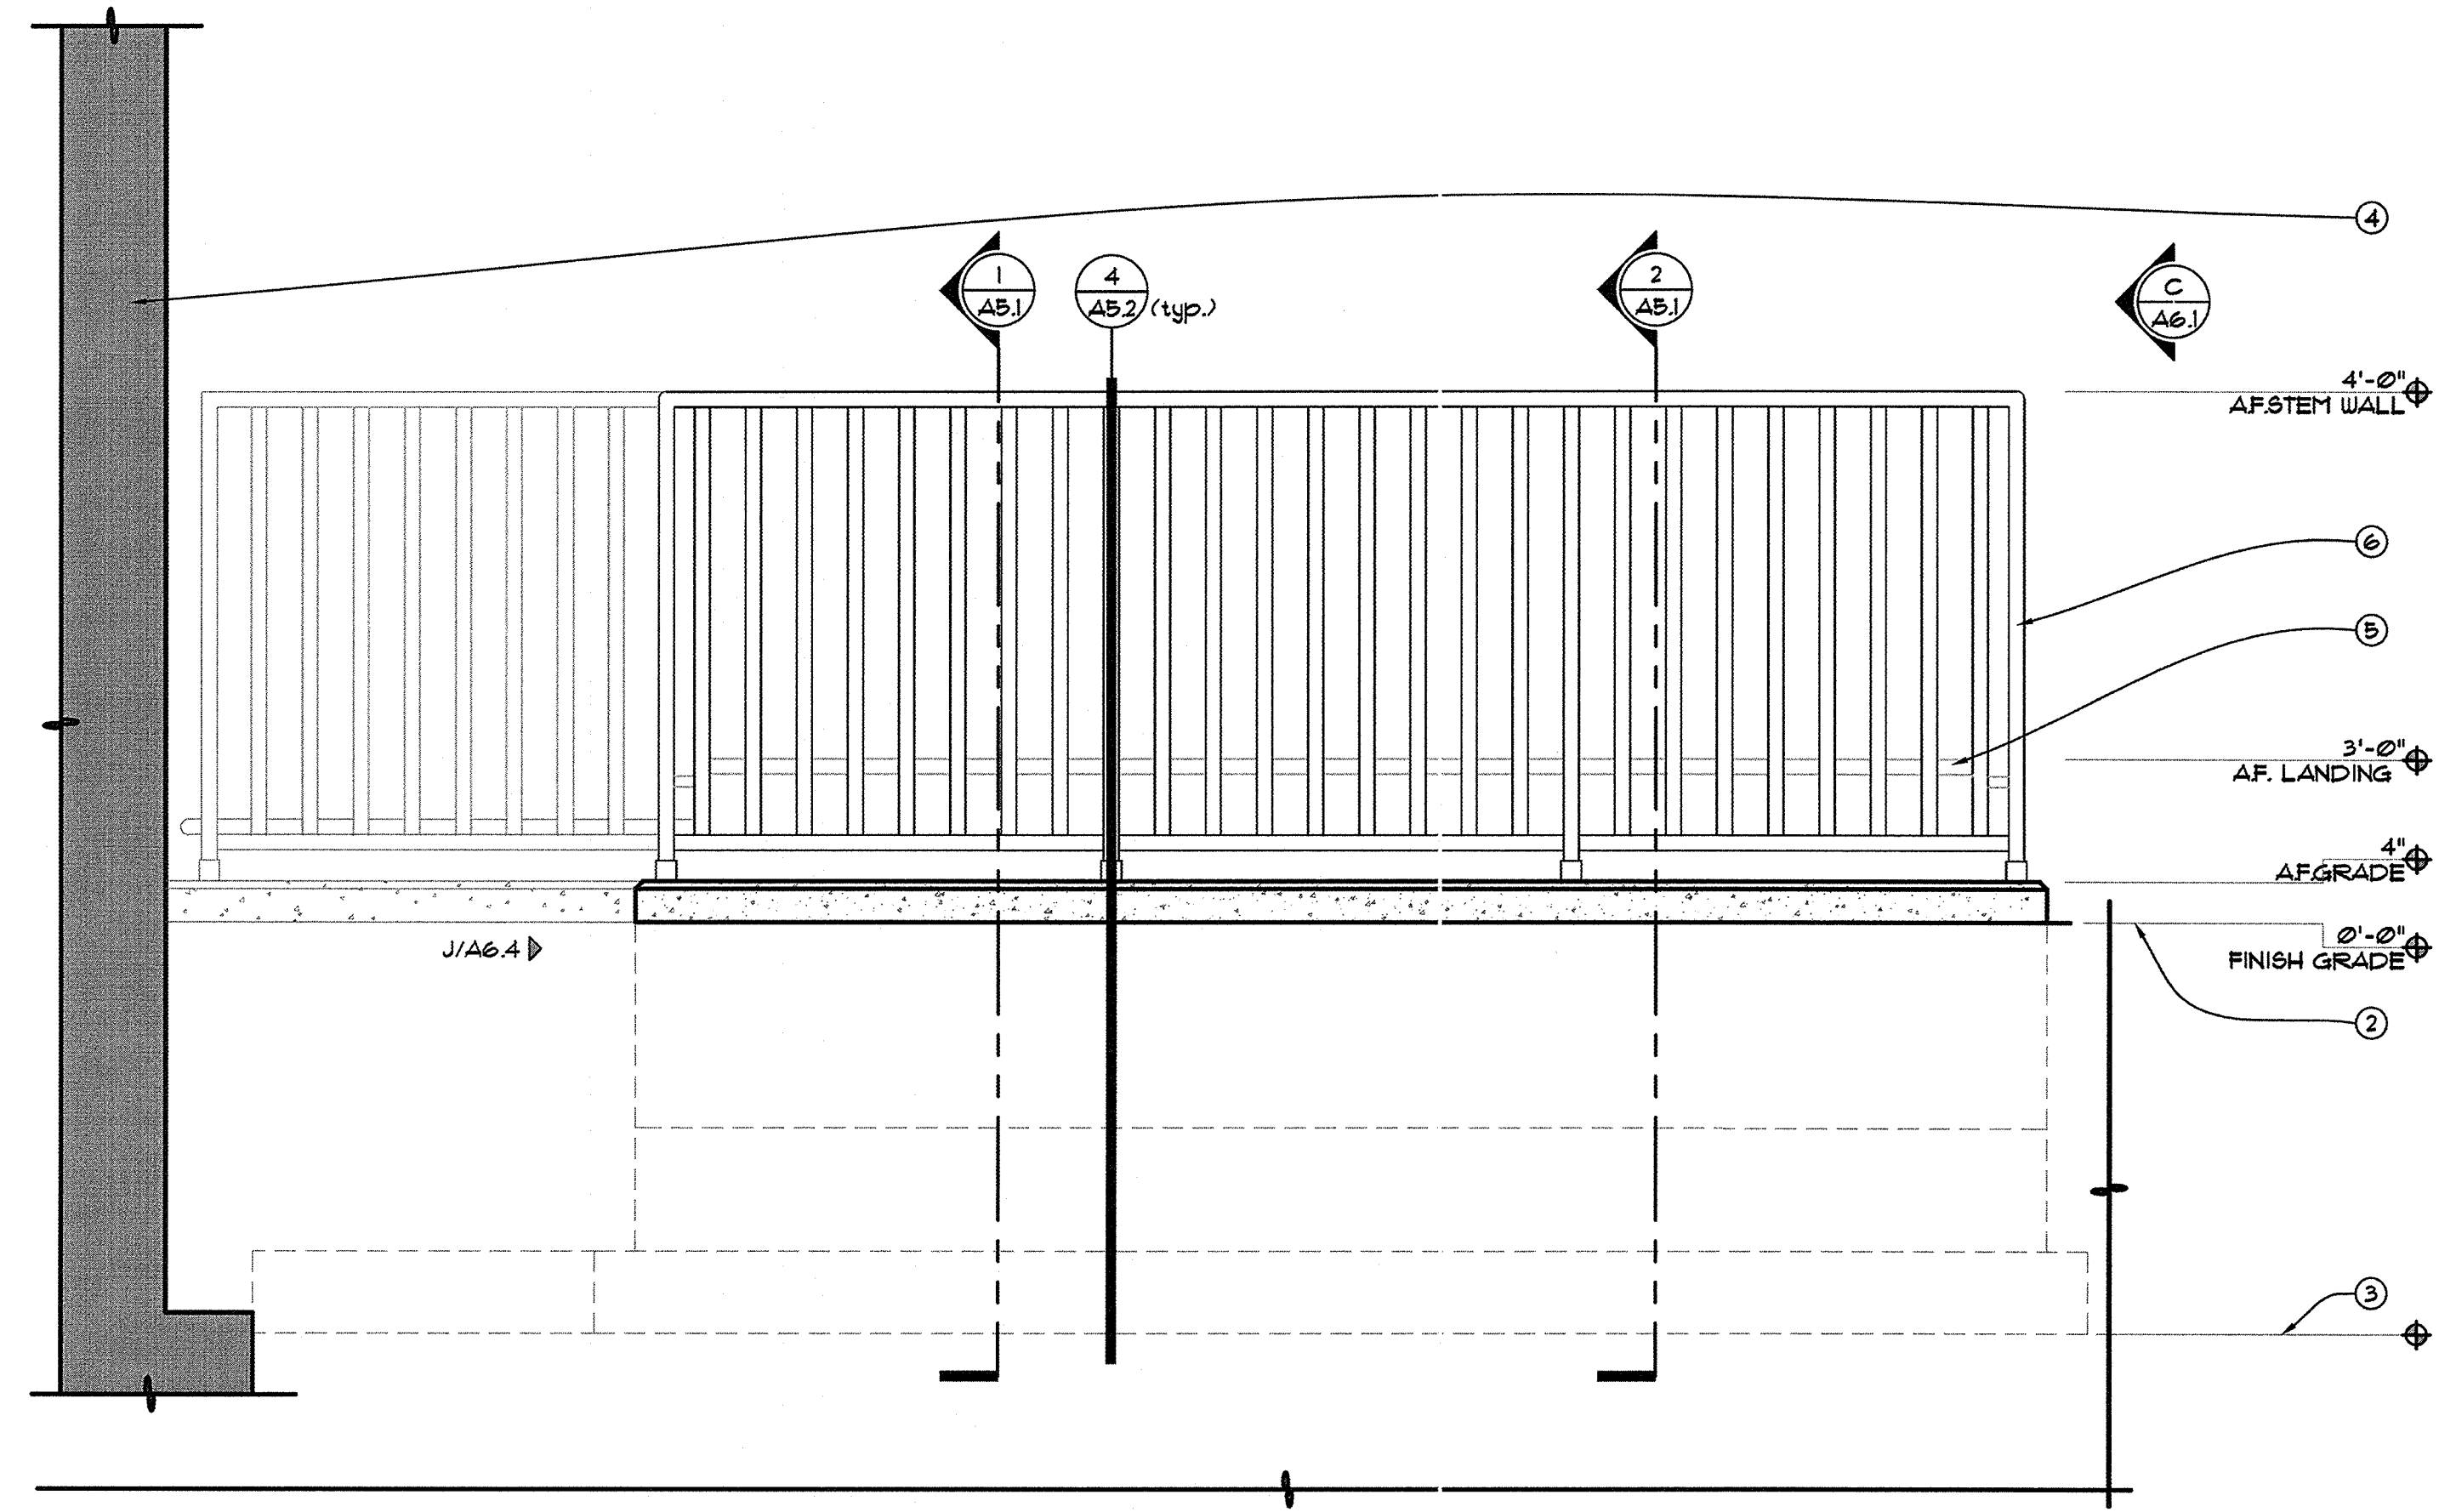 4
1
A5.1
4
A5.2 (typ.)
2
A5.1
C
A6.1
4'-0"
A.F.STEM WALL
6
5
3'-0"
A.F. LANDING
4"
A.F.GRADE
J/A6.4
0'-0"
FINISH GRADE
2
3